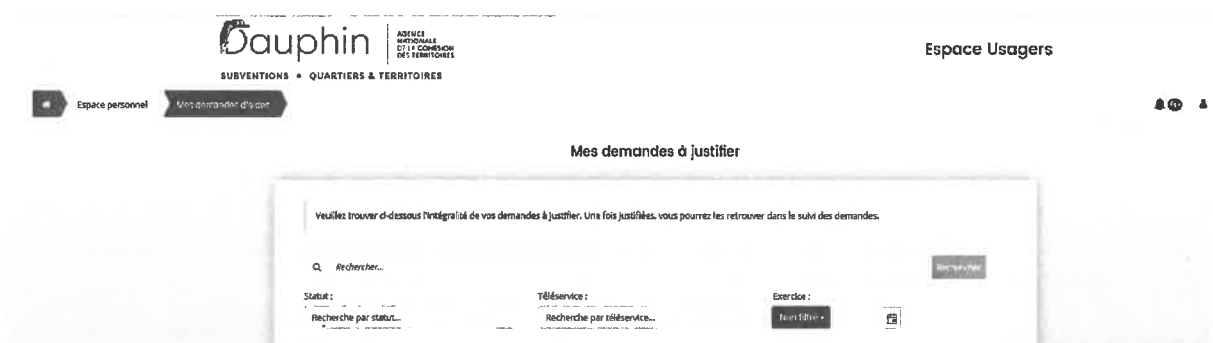 Dauphin
AGENCE
NATIONALE
DE LA COHÉSION
DES TERRITOIRES
SUBVENTIONS • QUARTIERS & TERRITOIRES
Espace Usagers
Espace personnel
Mes demandes d'aides
Mes demandes à justifier
Veuillez trouver ci-dessous l'intégralité de vos demandes à justifier. Une fois justifiées, vous pourrez les retrouver dans le suivi des demandes.
Rechercher...
Rechercher
Statut :
Téléservice :
Exercice :
Recherche par statut...
Recherche par téléservice...
Non filtré